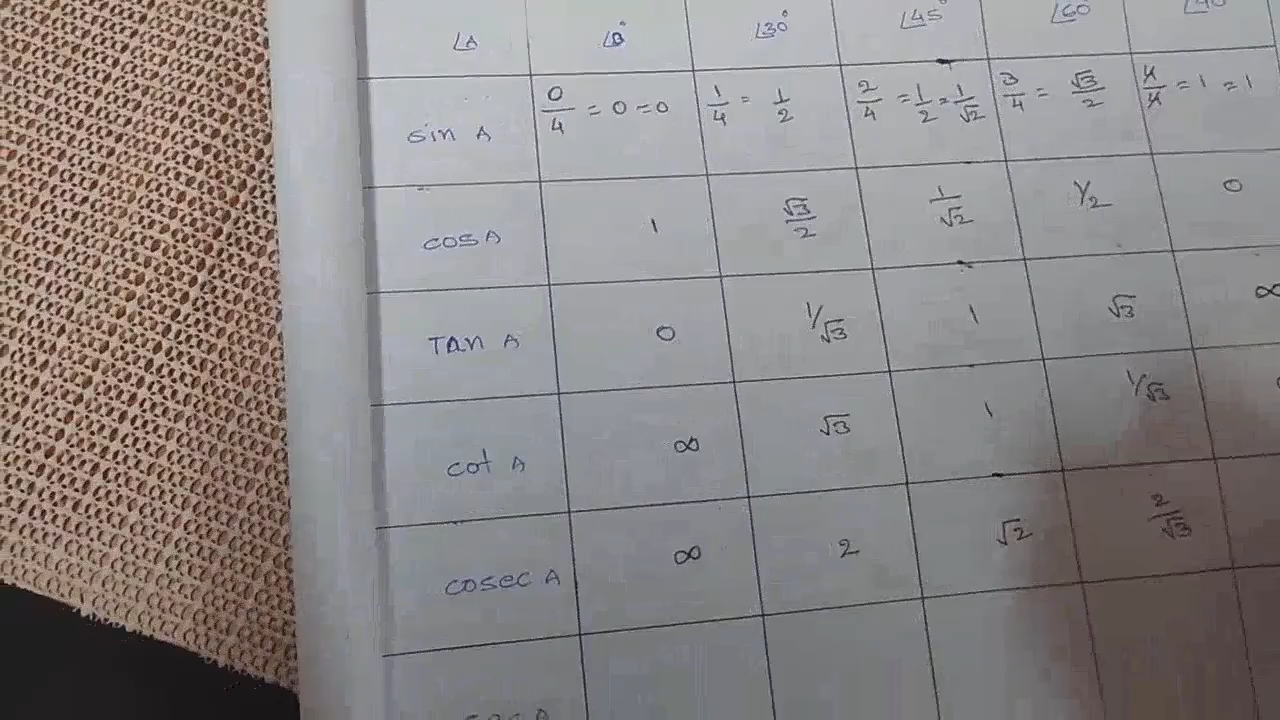 ∠A ∠0° ∠30° ∠45° ∠60°
sin A 0/4 = 0 = 0 1/4 = 1/2 2/4 = 1/2 = 1/√2 3/4 = √3/2 4/4 = 1 = 1
cos A 1 √3/2 1/√2 1/2 0
Tan A 0 1/√3 1 √3 ∞
cot A ∞ √3 1 1/√3
cosec A ∞ 2 √2 2/√3